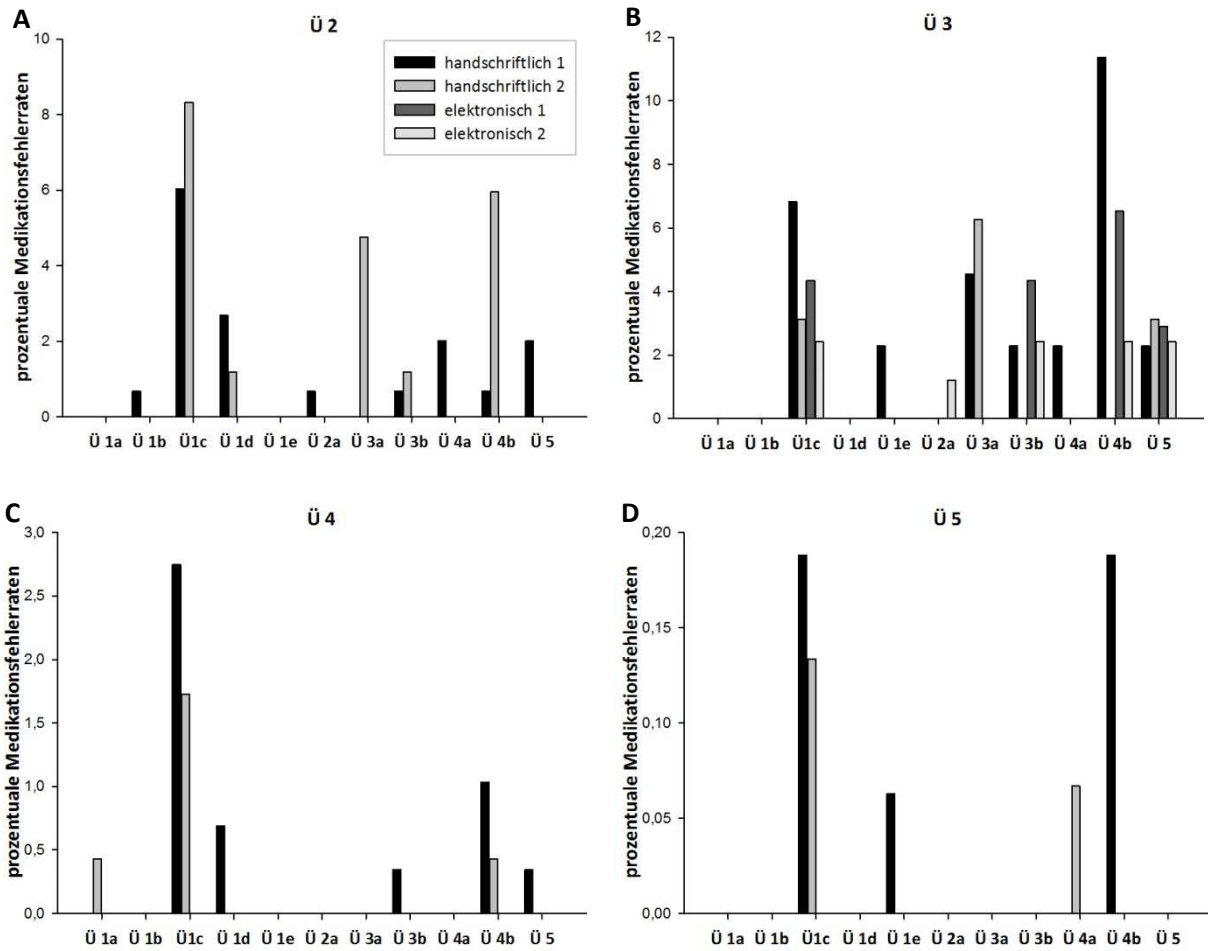 A
Ü 2
prozentuale Medikationsfehlerraten
10
8
6
4
2
0
handschriftlich 1
handschriftlich 2
elektronisch 1
elektronisch 2
Ü 1a Ü 1b Ü1c Ü 1d Ü 1e Ü 2a Ü 3a Ü 3b Ü 4a Ü 4b Ü 5
B
Ü 3
prozentuale Medikationsfehlerraten
12
10
8
6
4
2
0
Ü 1a Ü 1b Ü1c Ü 1d Ü 1e Ü 2a Ü 3a Ü 3b Ü 4a Ü 4b Ü 5
C
Ü 4
prozentuale Medikationsfehlerraten
3,0
2,5
2,0
1,5
1,0
0,5
0,0
Ü 1a Ü 1b Ü1c Ü 1d Ü 1e Ü 2a Ü 3a Ü 3b Ü 4a Ü 4b Ü 5
D
Ü 5
prozentuale Medikationsfehlerraten
0,20
0,15
0,10
0,05
0,00
Ü 1a Ü 1b Ü1c Ü 1d Ü 1e Ü 2a Ü 3a Ü 3b Ü 4a Ü 4b Ü 5